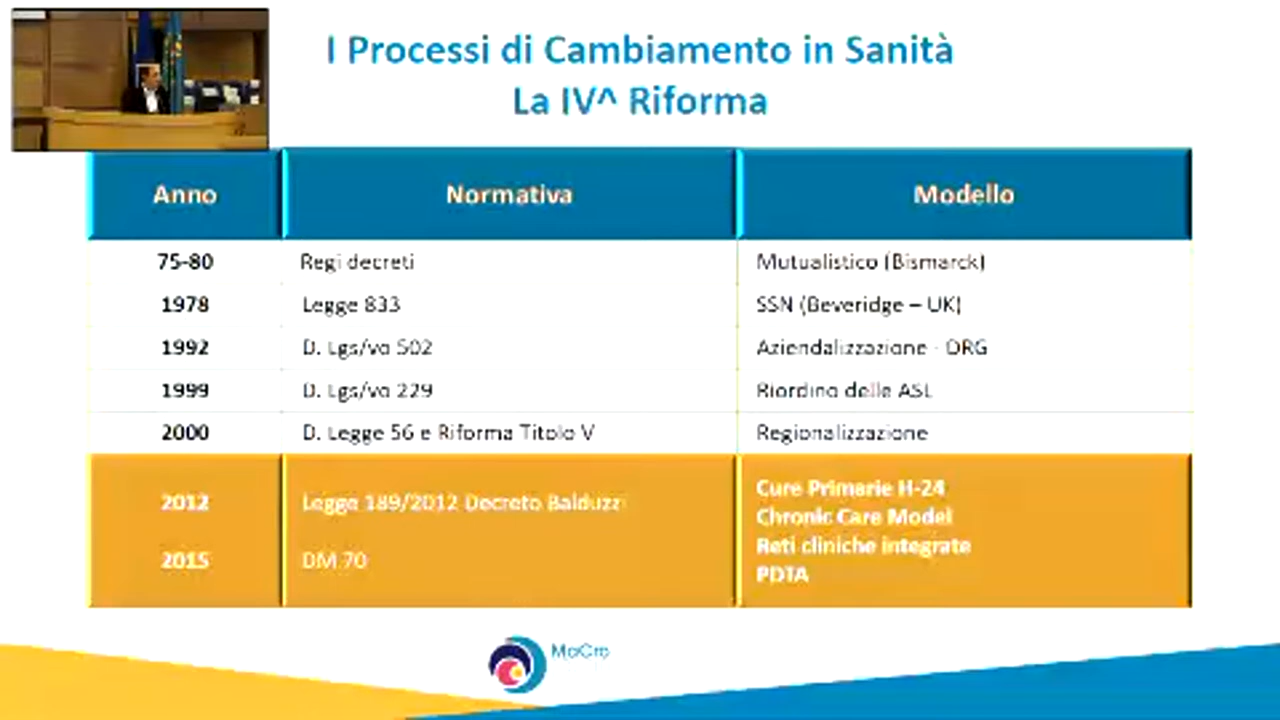 I Processi di Cambiamento in Sanità
La IV^ Riforma
Anno Normativa Modello
75-80 Regi decreti Mutualistico (Bismarck)
1978 Legge 833 SSN (Beveridge – UK)
1992 D. Lgs/vo 502 Aziendalizzazione - DRG
1999 D. Lgs/vo 229 Riordino delle ASL
2000 D. Legge 56 e Riforma Titolo V Regionalizzazione
2012 Legge 189/2012 Decreto Balduzzi
2015 DM 70
Cure Primarie H-24
Chronic Care Model
Reti cliniche integrate
PDTA
MaCro